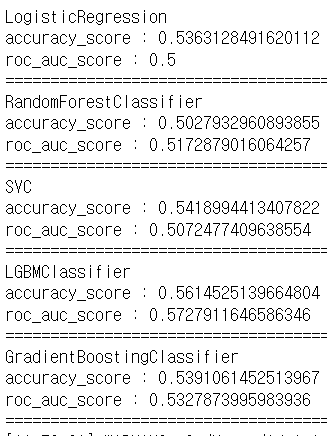 LogisticRegression
accuracy_score : 0.5363128491620112
roc_auc_score : 0.5
====================================
RandomForestClassifier
accuracy_score : 0.5027932960893855
roc_auc_score : 0.5172879016064257
====================================
SVC
accuracy_score : 0.5418994413407822
roc_auc_score : 0.5072477409638554
====================================
LGBMClassifier
accuracy_score : 0.5614525139664804
roc_auc_score : 0.5727911646586346
====================================
GradientBoostingClassifier
accuracy_score : 0.5391061452513967
roc_auc_score : 0.5327873995983936
====================================